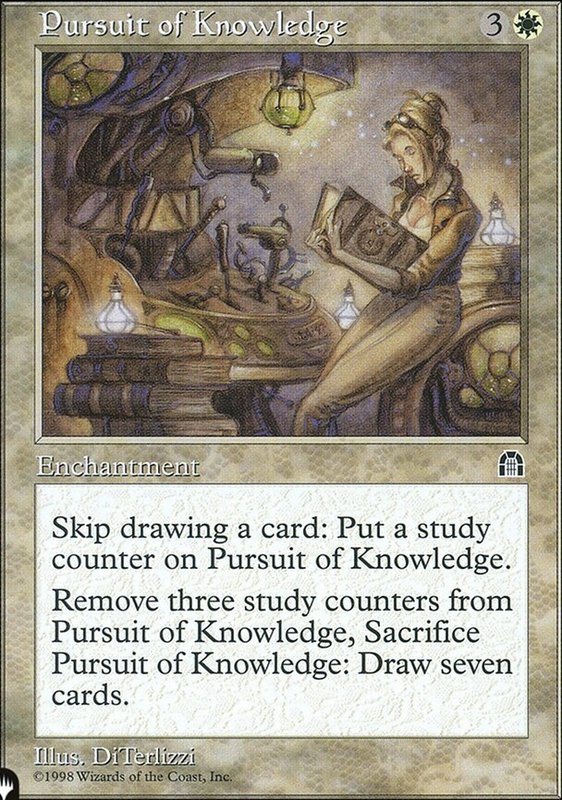 Pursuit of Knowledge 3
Enchantment
Skip drawing a card: Put a study
counter on Pursuit of Knowledge.
Remove three study counters from
Pursuit of Knowledge, Sacrifice
Pursuit of Knowledge: Draw seven
cards.
Illus. DiTerlizzi
©1998 Wizards of the Coast, Inc.